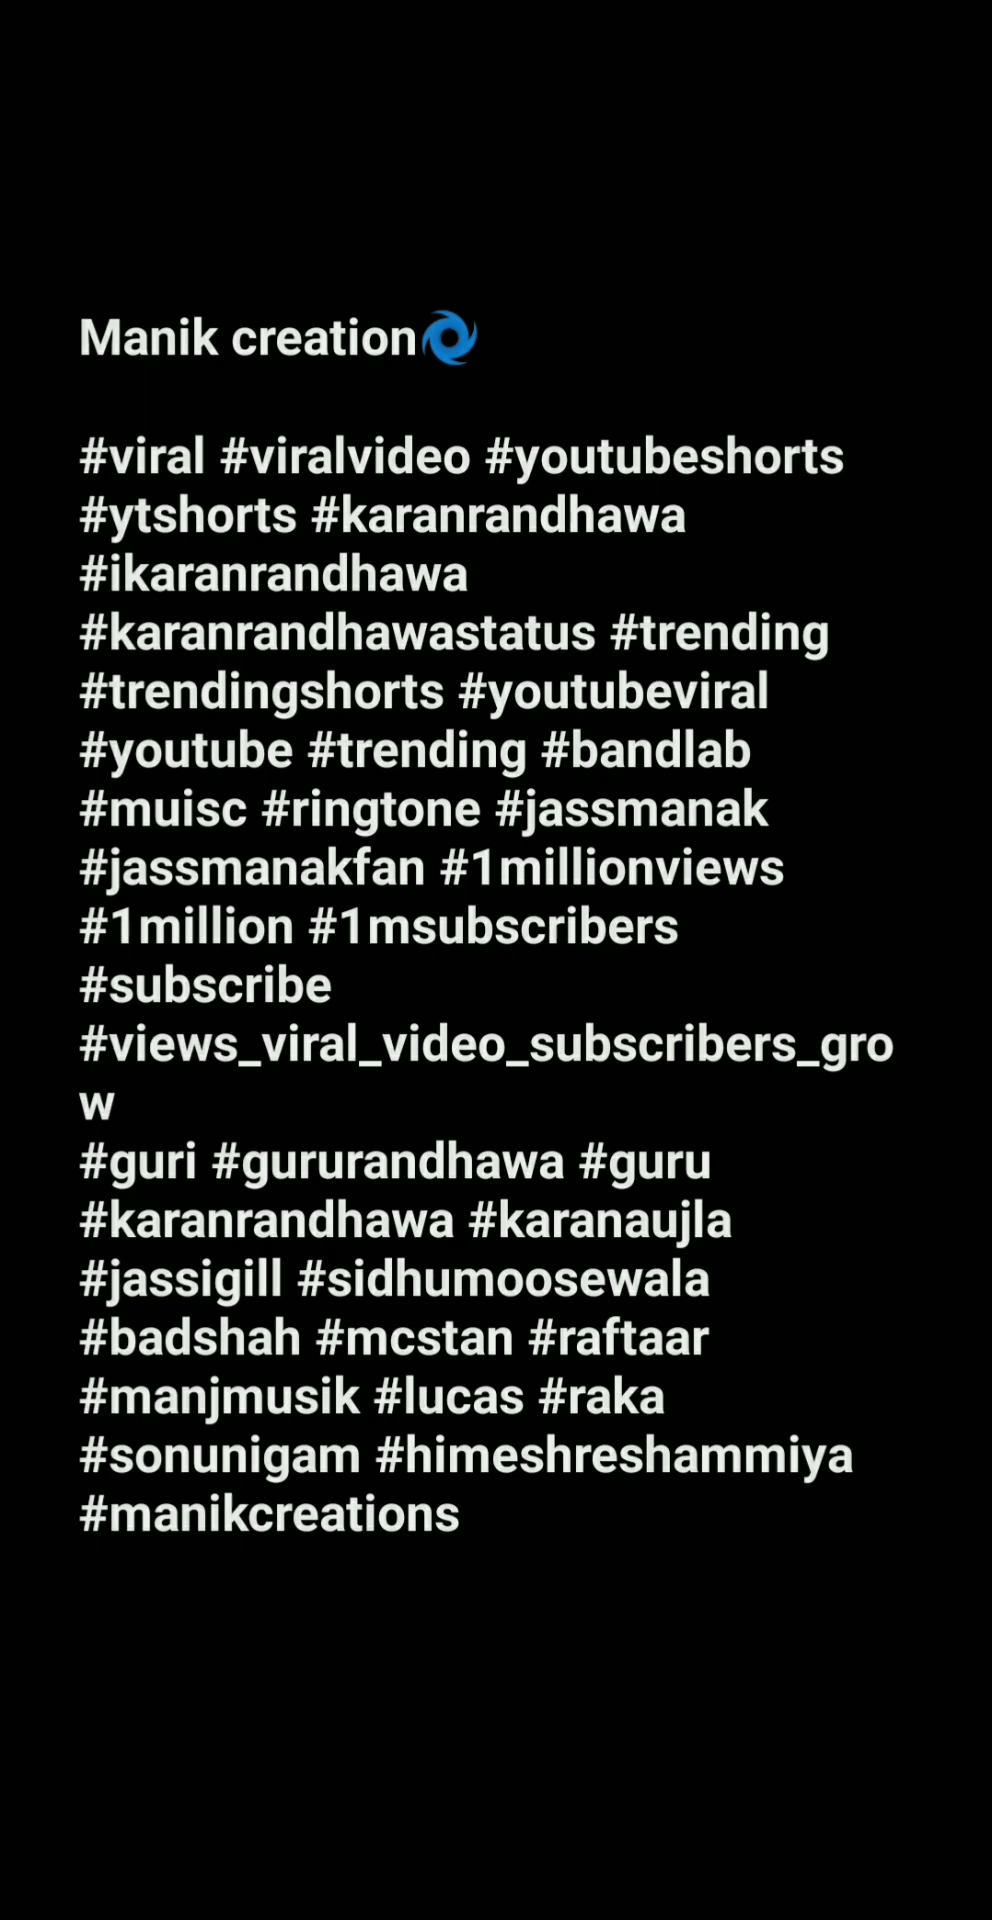 Manik creation🌀
#viral #viralvideo #youtubeshorts
#ytshorts #karanrandhawa
#ikaranrandhawa
#karanrandhawastatus #trending
#trendingshorts #youtubeviral
#youtube #trending #bandlab
#muisc #ringtone #jassmanak
#jassmanakfan #1millionviews
#1million #1msubscribers
#subscribe
#views_viral_video_subscribers_gro
w
#guri #gururandhawa #guru
#karanrandhawa #karanaujla
#jassigill #sidhumoosewala
#badshah #mcstan #raftaar
#manjmusik #lucas #raka
#sonunigam #himeshreshammiya
#manikcreations